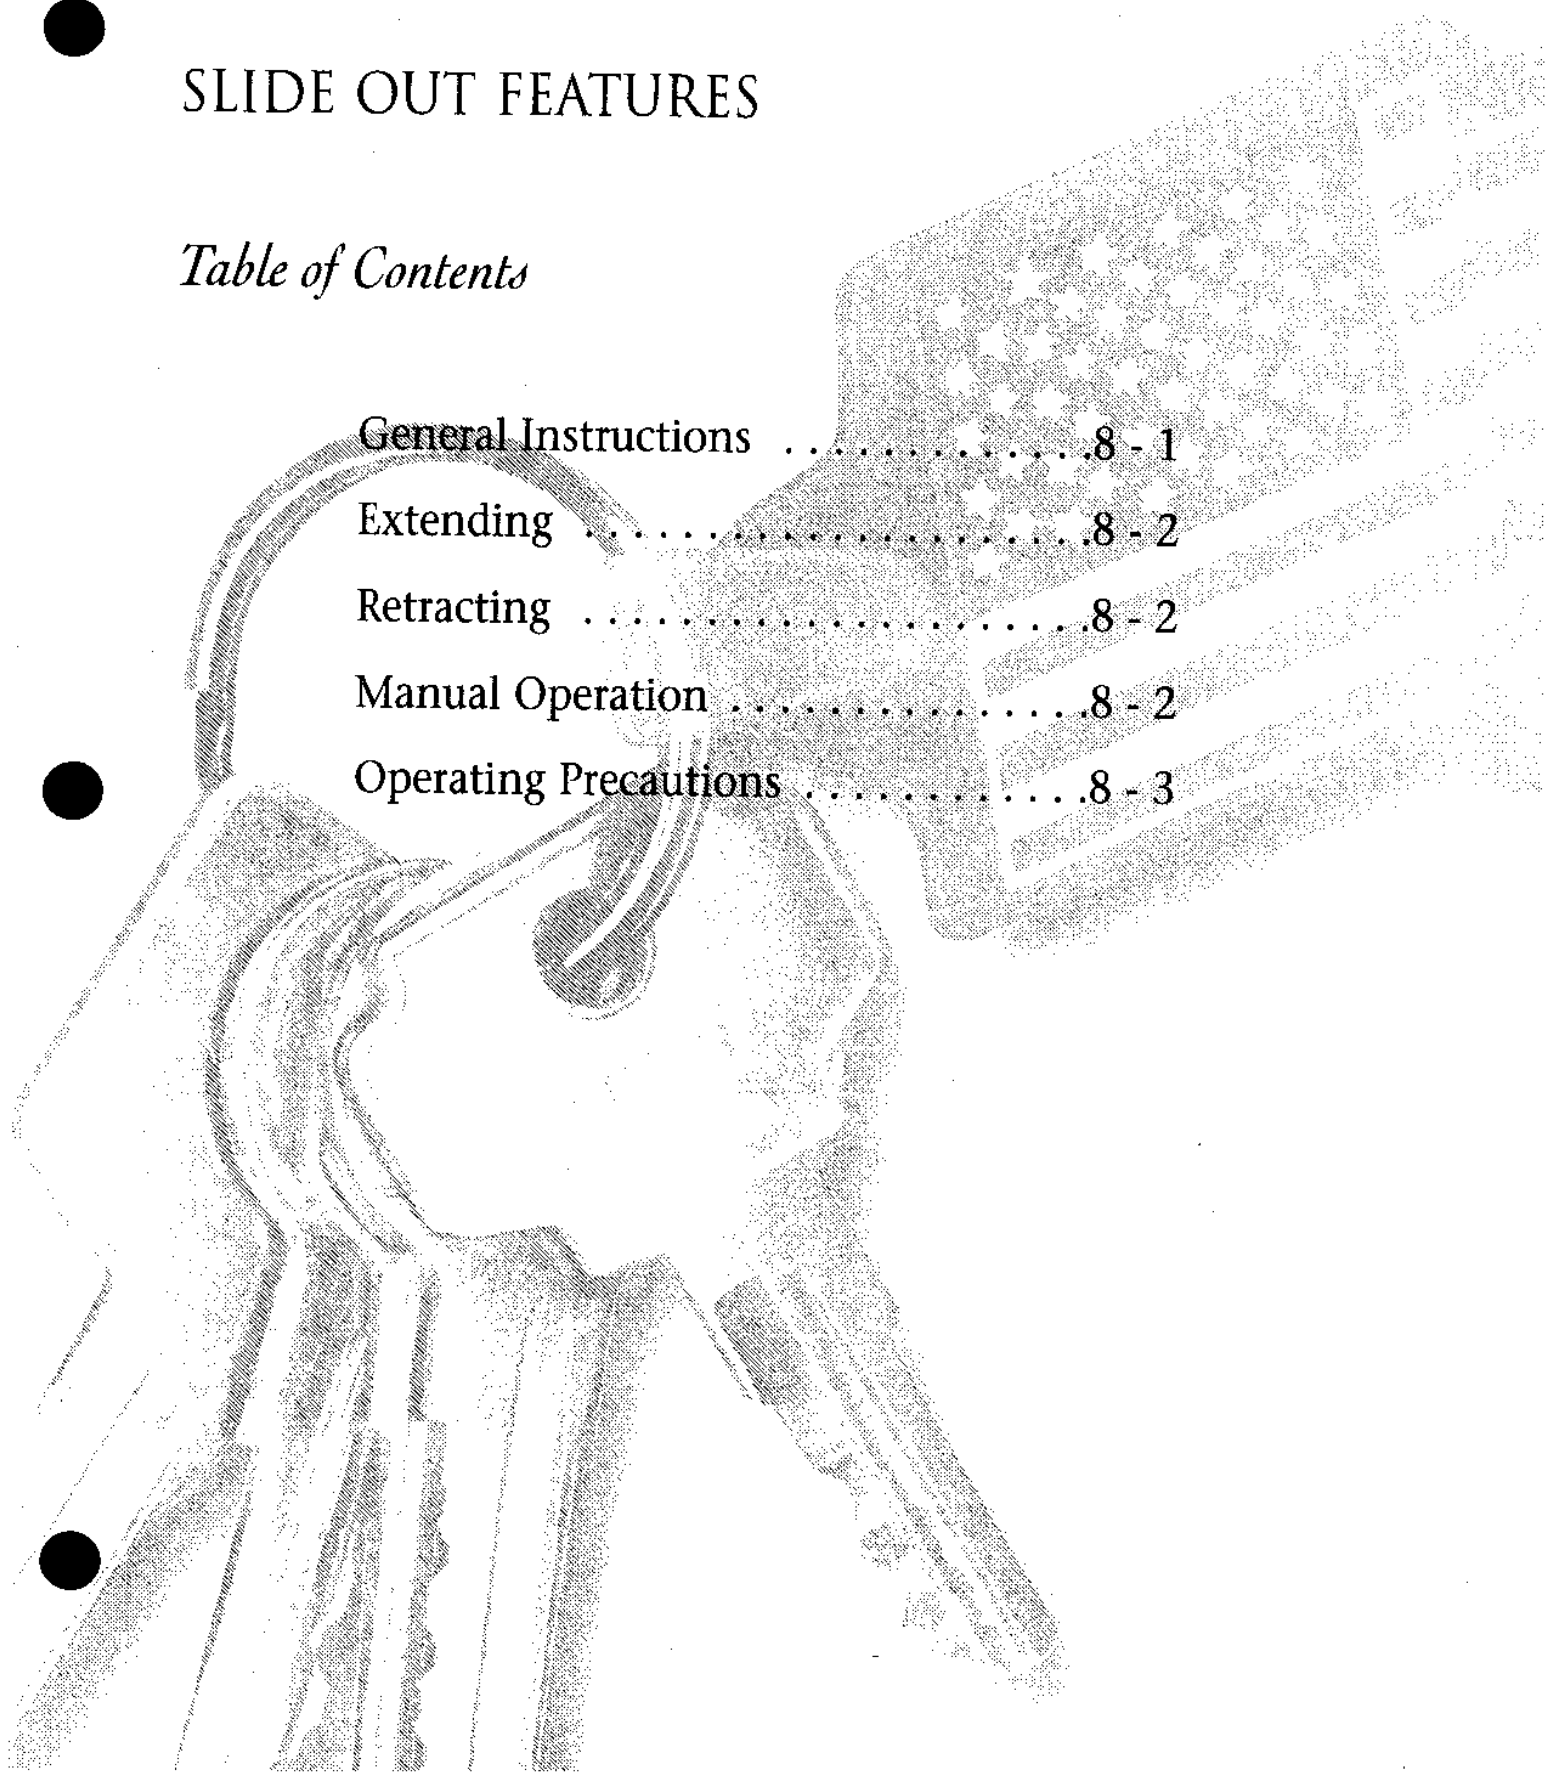 SLIDE OUT FEATURES
Table of Contents
General Instructions . . . . . . . . . . . . .8 - 1
Extending . . . . . . . . . . . . . . . . . . . . .8 - 2
Retracting . . . . . . . . . . . . . . . . . . . . .8 - 2
Manual Operation . . . . . . . . . . . . . . .8 - 2
Operating Precautions . . . . . . . . . . . .8 - 3